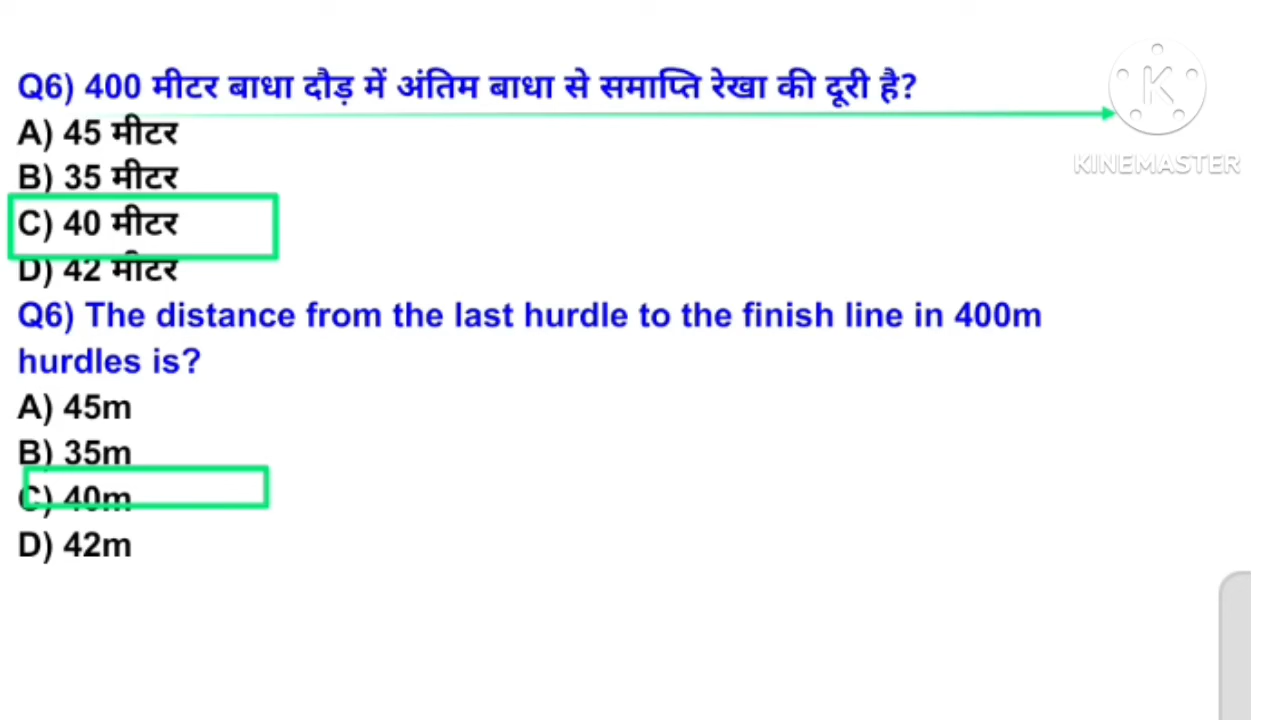 Q6) 400 मीटर बाधा दौड़ में अंतिम बाधा से समाप्ति रेखा की दूरी है?
A) 45 मीटर
B) 35 मीटर
C) 40 मीटर
D) 42 मीटर
Q6) The distance from the last hurdle to the finish line in 400m
hurdles is?
A) 45m
B) 35m
C) 40m
D) 42m
K
KINEMASTER